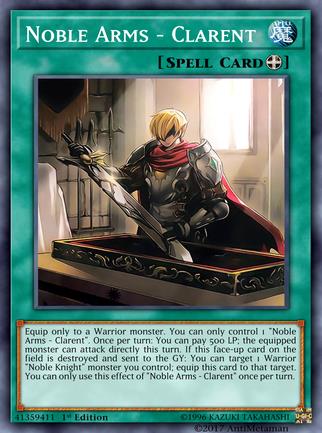 Noble Arms - Clarent
[Spell Card]
Equip only to a Warrior monster. You can only control 1 "Noble
Arms - Clarent". Once per turn: You can pay 500 LP; the equipped
monster can attack directly this turn. If this face-up card on the
field is destroyed and sent to the GY: You can target 1 Warrior
"Noble Knight" monster you control; equip this card to that target.
You can only use this effect of "Noble Arms - Clarent" once per turn.
41359411 1st Edition ©1996 KAZUKI TAKAHASHI
©2017 AntiMetaman